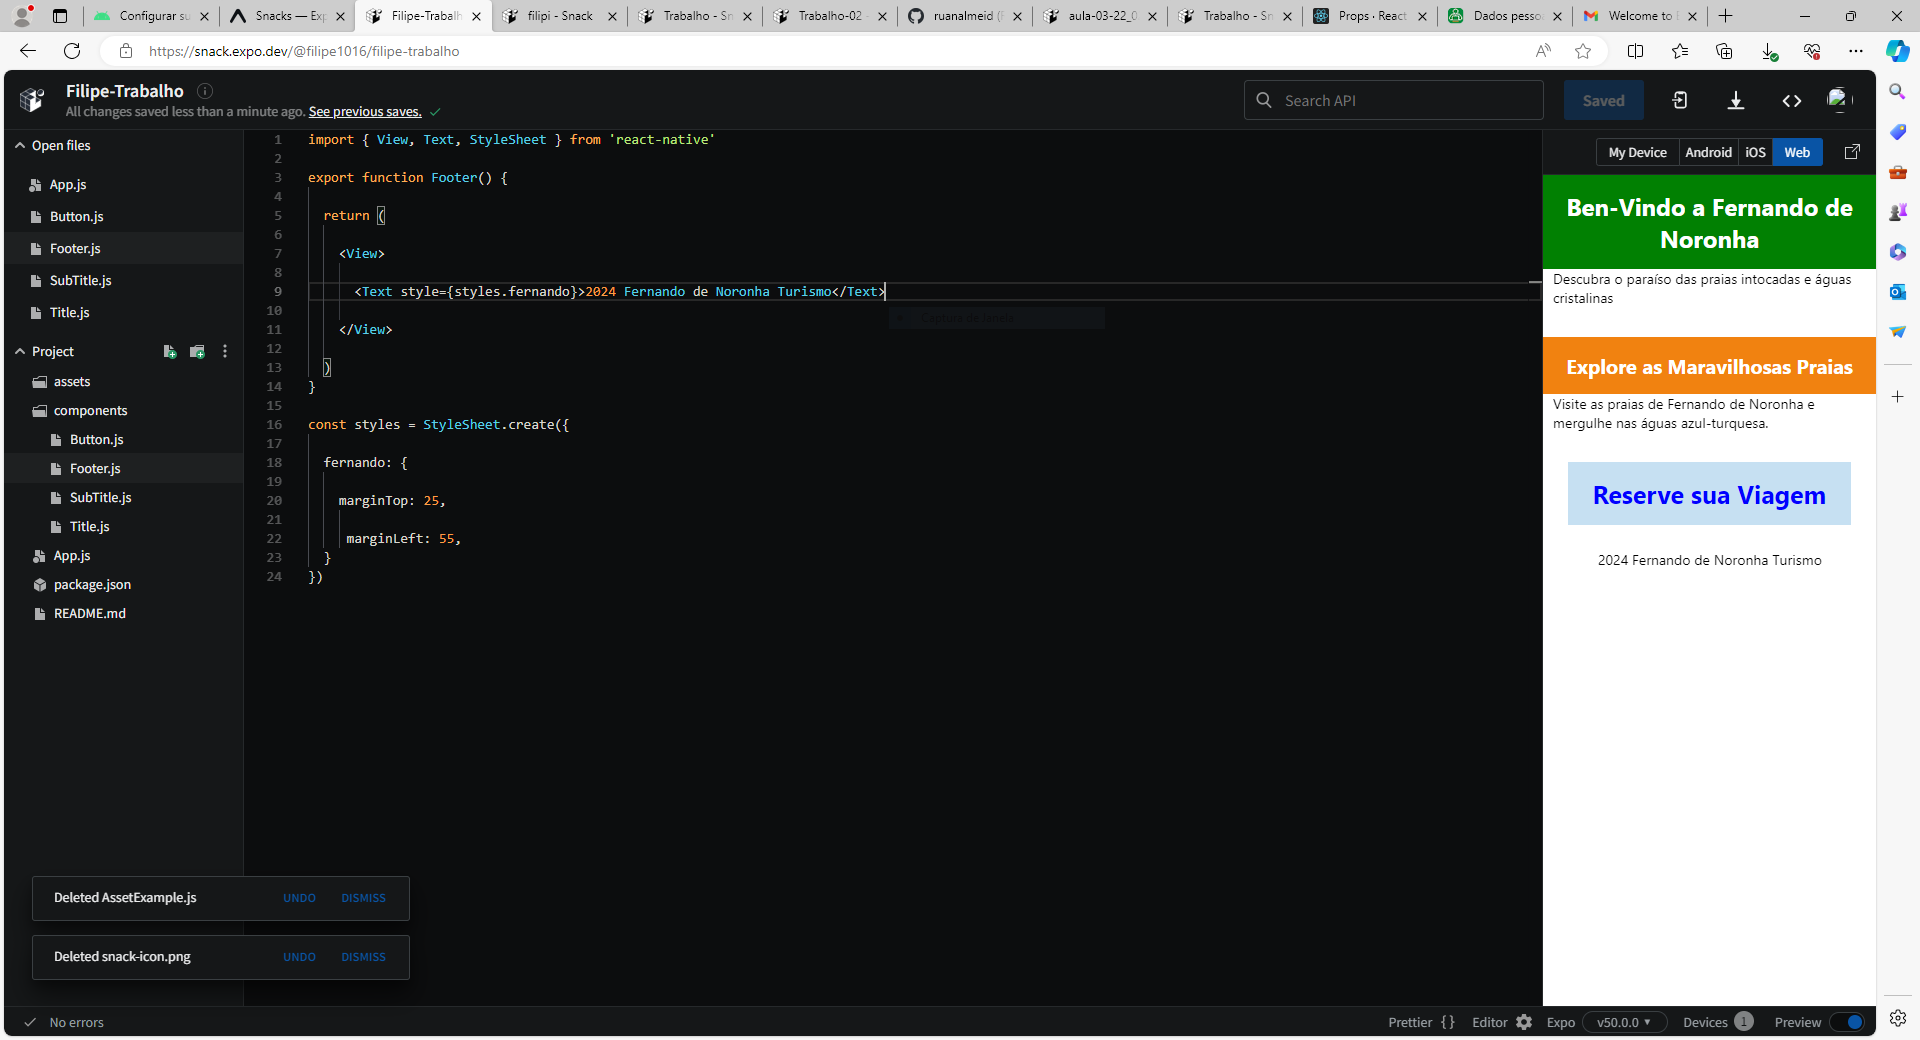 Configurar su
Snacks — Exp
Filipe-Trabalh
filipi - Snack
Trabalho - Sn
Trabalho-02 -
ruanalmeid (F
aula-03-22_0
Trabalho - Sn
Props · React
Dados pesso
Welcome to E
https://snack.expo.dev/@filipe1016/filipe-trabalho
Filipe-Trabalho
All changes saved less than a minute ago. See previous saves.
Search API
Saved
Open files
App.js
Button.js
Footer.js
SubTitle.js
Title.js
Project
assets
components
Button.js
Footer.js
SubTitle.js
Title.js
App.js
package.json
README.md
Deleted AssetExample.js UNDO DISMISS
Deleted snack-icon.png UNDO DISMISS
1 import { View, Text, StyleSheet } from 'react-native'
2
3 export function Footer() {
4
5 return (
6
7 <View>
8
9 <Text style={styles.fernando}>2024 Fernando de Noronha Turismo</Text>
10
11 </View>
12
13 )
14 }
15
16 const styles = StyleSheet.create({
17
18 fernando: {
19
20 marginTop: 25,
21
22 marginLeft: 55,
23 }
24 })
My Device Android iOS Web
Ben-Vindo a Fernando de
Noronha
Descubra o paraíso das praias intocadas e águas
cristalinas
Explore as Maravilhosas Praias
Visite as praias de Fernando de Noronha e
mergulhe nas águas azul-turquesa.
Reserve sua Viagem
2024 Fernando de Noronha Turismo
No errors
Prettier {} Editor Expo v50.0.0 Devices 1 Preview